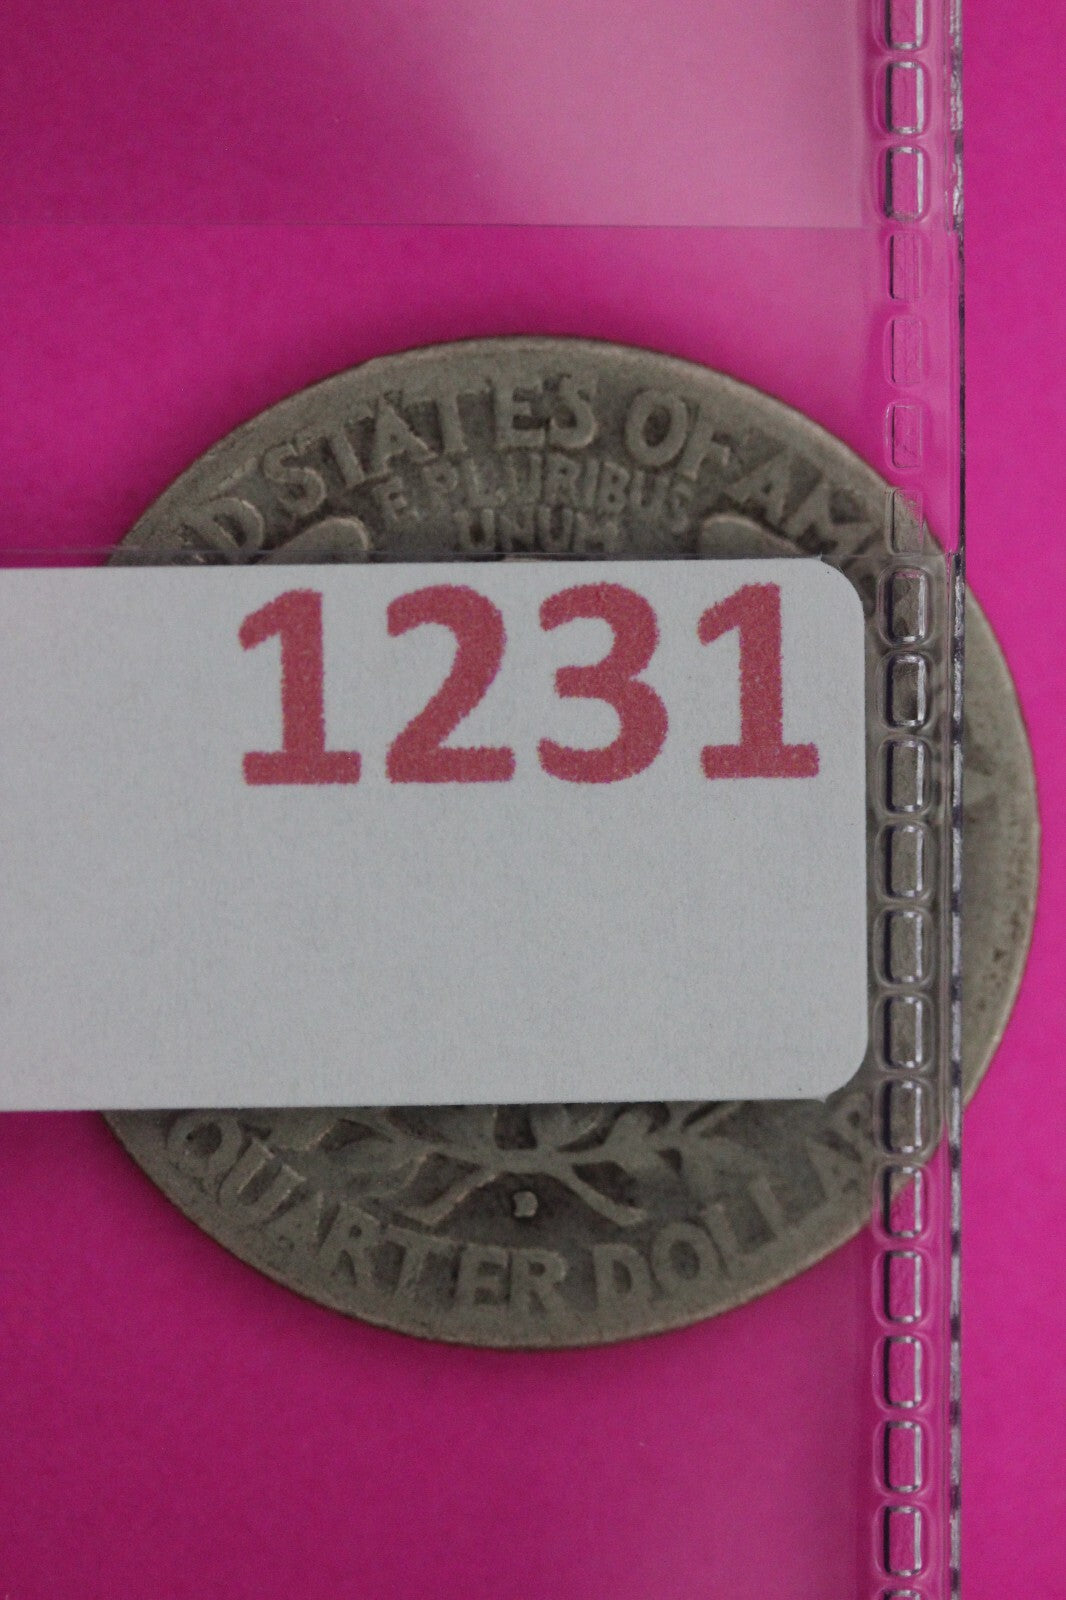 D STATES OF AM
E PLURIBUS
UNUM
1231
D
QUARTER DOLLAR